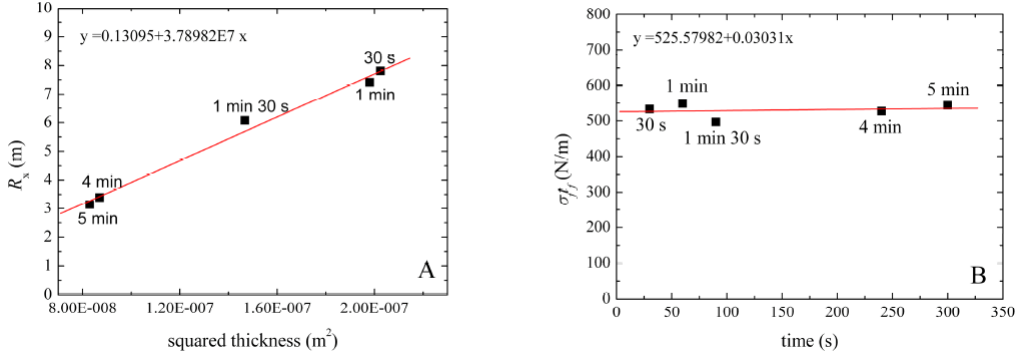 y =0.13095+3.78982E7 x
10
9
8
7
6
5
4
3
2
1
0
R_x (m)
30 s
1 min
1 min 30 s
4 min
5 min
A
8.00E-008 1.20E-007 1.60E-007 2.00E-007
squared thickness (m²)
y =525.57982+0.03031x
800
700
600
500
400
300
200
100
0
σ_f t_f (N/m)
1 min
5 min
30 s
1 min 30 s
4 min
B
0 50 100 150 200 250 300 350
time (s)